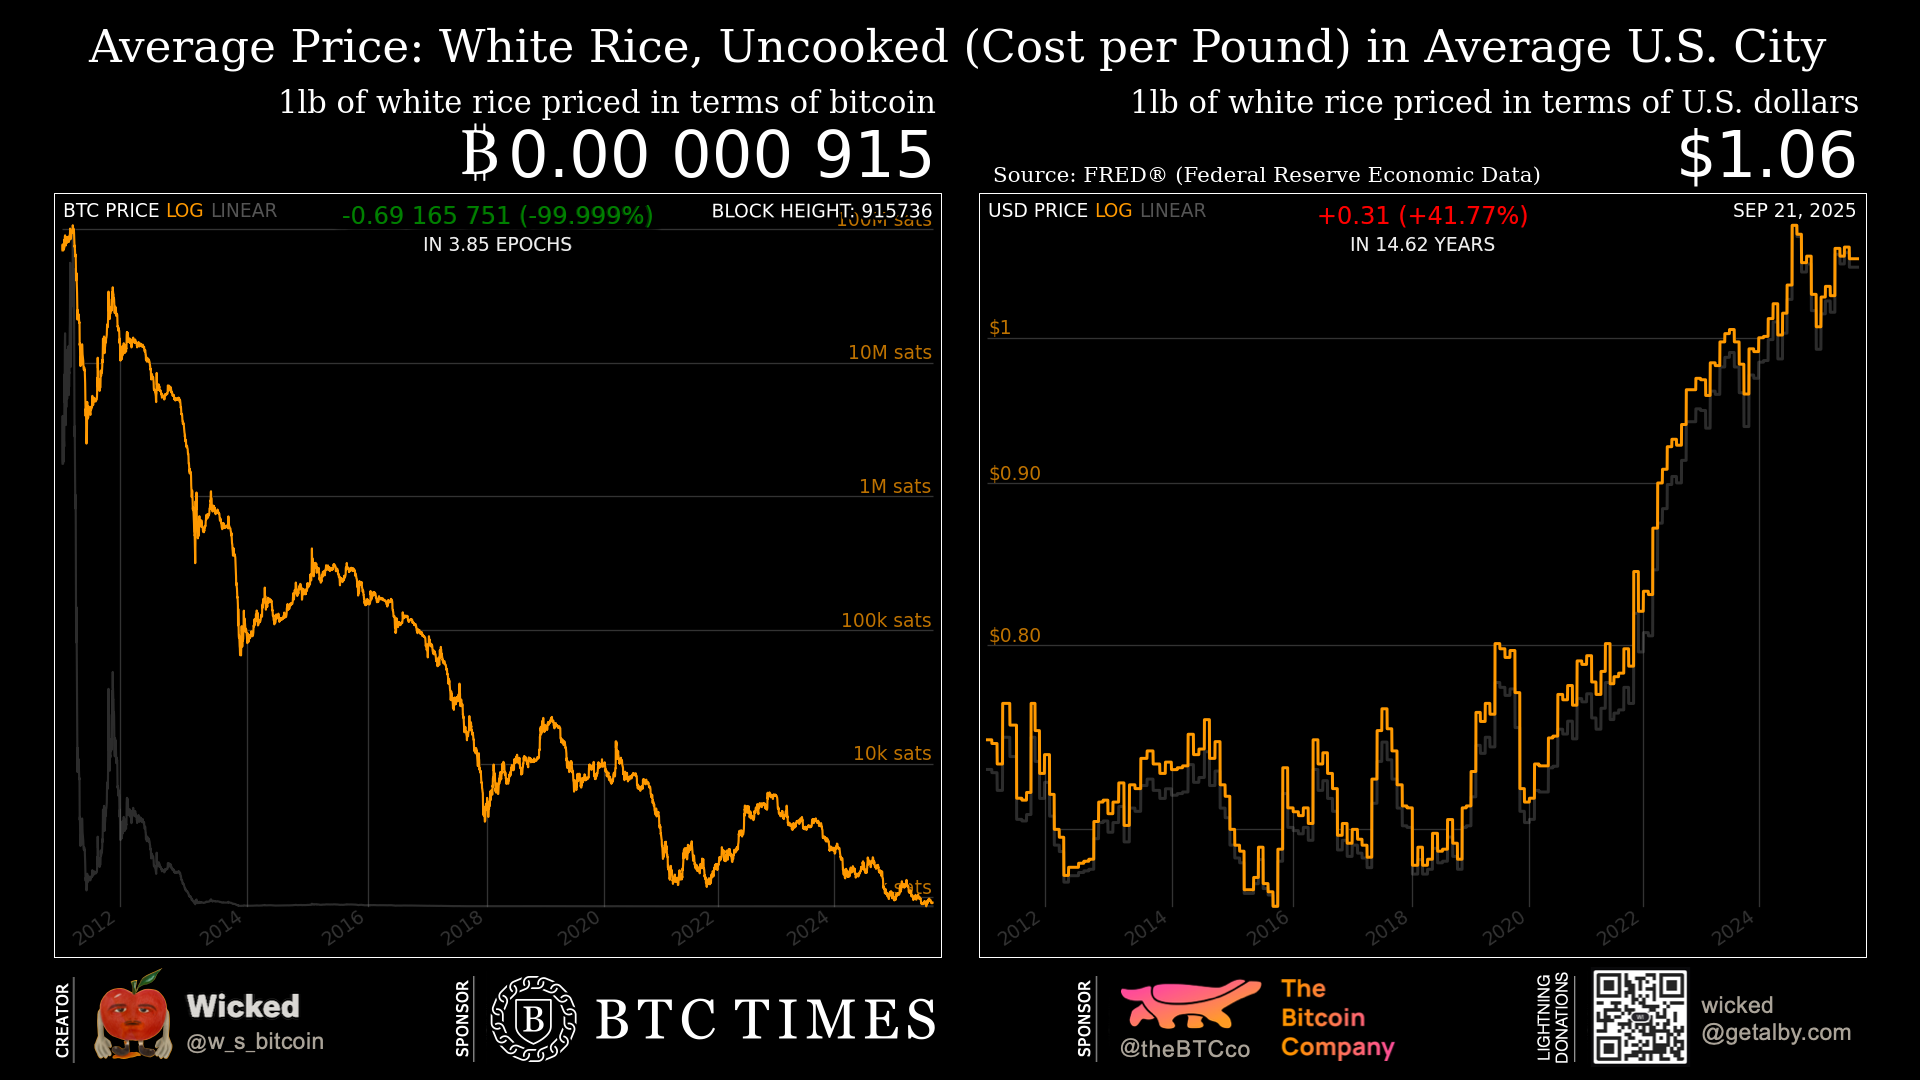 Average Price: White Rice, Uncooked (Cost per Pound) in Average U.S. City
1lb of white rice priced in terms of bitcoin
₿0.00 000 915
BTC PRICE LOG LINEAR
-0.69 165 751 (-99.999%)
IN 3.85 EPOCHS
BLOCK HEIGHT: 915736
100M sats
10M sats
1M sats
100k sats
10k sats
sats
2012
2014
2016
2018
2020
2022
2024
1lb of white rice priced in terms of U.S. dollars
$1.06
Source: FRED® (Federal Reserve Economic Data)
USD PRICE LOG LINEAR
+0.31 (+41.77%)
IN 14.62 YEARS
SEP 21, 2025
$1
$0.90
$0.80
2012
2014
2016
2018
2020
2022
2024
CREATOR
Wicked
@w_s_bitcoin
SPONSOR
B
BTC TIMES
SPONSOR
@theBTCco
The
Bitcoin
Company
LIGHTNING
DONATIONS
wicked
@getalby.com